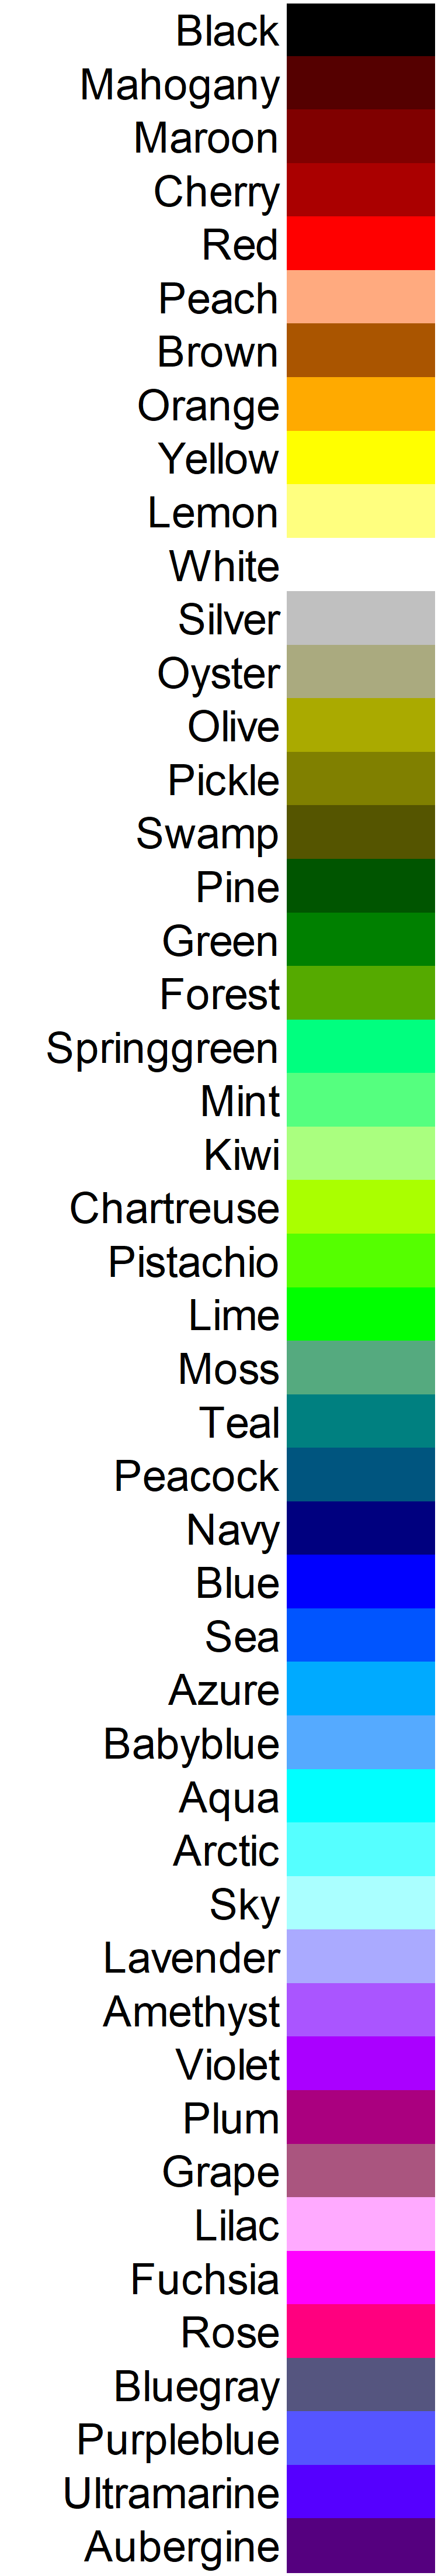 Black
Mahogany
Maroon
Cherry
Red
Peach
Brown
Orange
Yellow
Lemon
White
Silver
Oyster
Olive
Pickle
Swamp
Pine
Green
Forest
Springgreen
Mint
Kiwi
Chartreuse
Pistachio
Lime
Moss
Teal
Peacock
Navy
Blue
Sea
Azure
Babyblue
Aqua
Arctic
Sky
Lavender
Amethyst
Violet
Plum
Grape
Lilac
Fuchsia
Rose
Bluegray
Purpleblue
Ultramarine
Aubergine